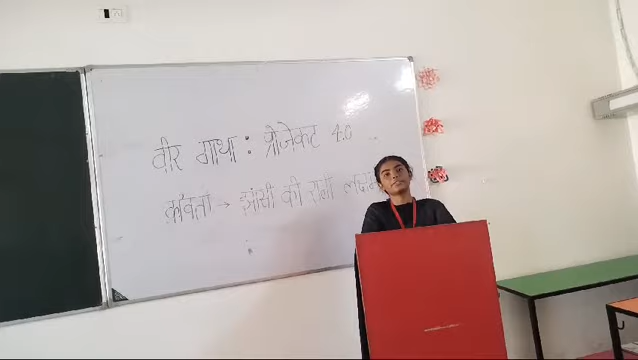 वीर गाथा : प्रोजेक्ट 4.0
कविता → झांसी की रानी